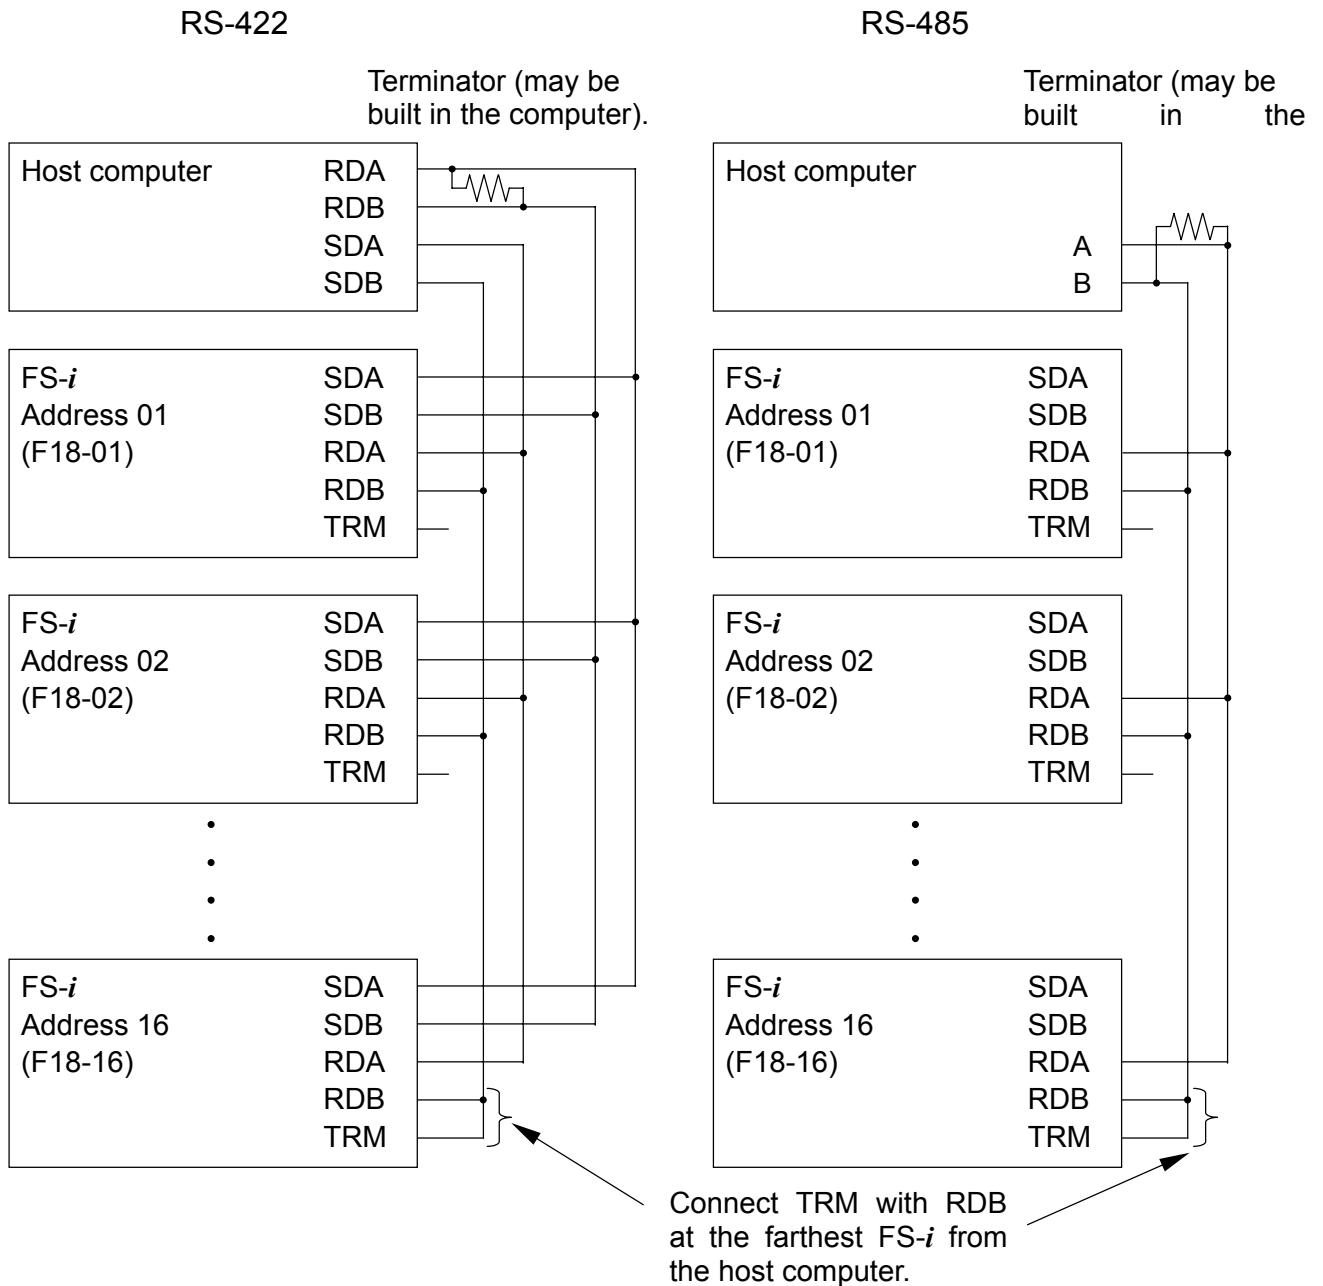 RS-422
Terminator (may be
built in the computer).
Host computer
RDA
RDB
SDA
SDB
FS-i
Address 01
(F18-01)
SDA
SDB
RDA
RDB
TRM
FS-i
Address 02
(F18-02)
SDA
SDB
RDA
RDB
TRM
FS-i
Address 16
(F18-16)
SDA
SDB
RDA
RDB
TRM
RS-485
Terminator (may be
built in the
Host computer
A
B
FS-i
Address 01
(F18-01)
SDA
SDB
RDA
RDB
TRM
FS-i
Address 02
(F18-02)
SDA
SDB
RDA
RDB
TRM
FS-i
Address 16
(F18-16)
SDA
SDB
RDA
RDB
TRM
Connect TRM with RDB
at the farthest FS-i from
the host computer.